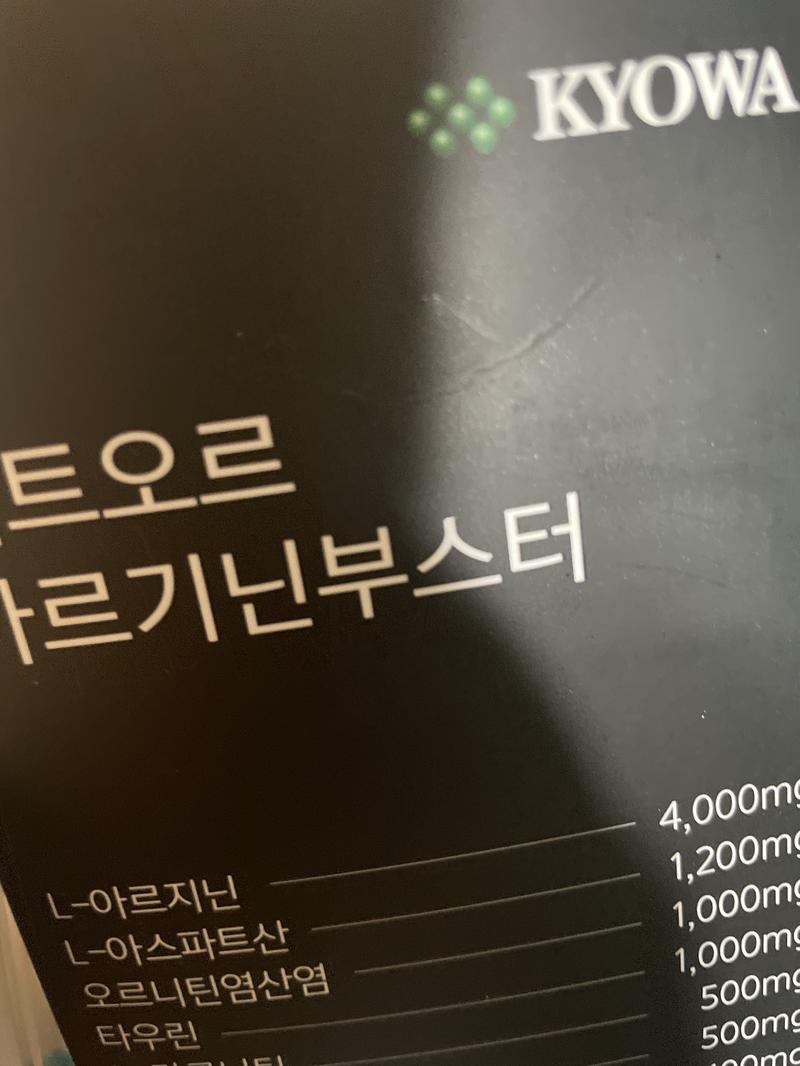 KYOWA
트오르
아르기닌부스터
L-아르지닌 4,000mg
L-아스파트산 1,200mg
오르니틴염산염 1,000mg
타우린 1,000mg
500mg
500mg